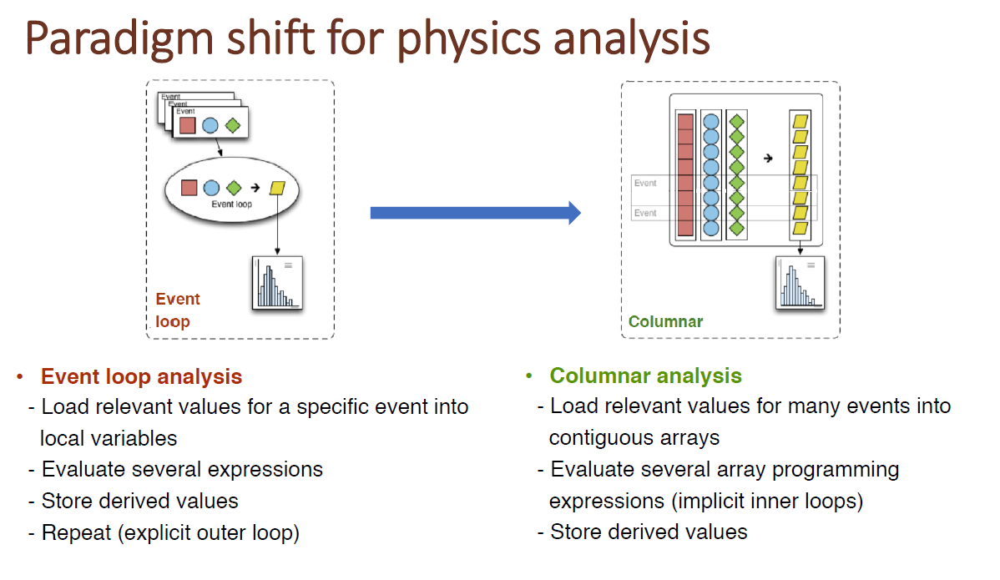 Paradigm shift for physics analysis
Event
Event
Event
Event loop
Event
loop
Event
Event
Columnar
• Event loop analysis
- Load relevant values for a specific event into
local variables
- Evaluate several expressions
- Store derived values
- Repeat (explicit outer loop)
• Columnar analysis
- Load relevant values for many events into
contiguous arrays
- Evaluate several array programming
expressions (implicit inner loops)
- Store derived values